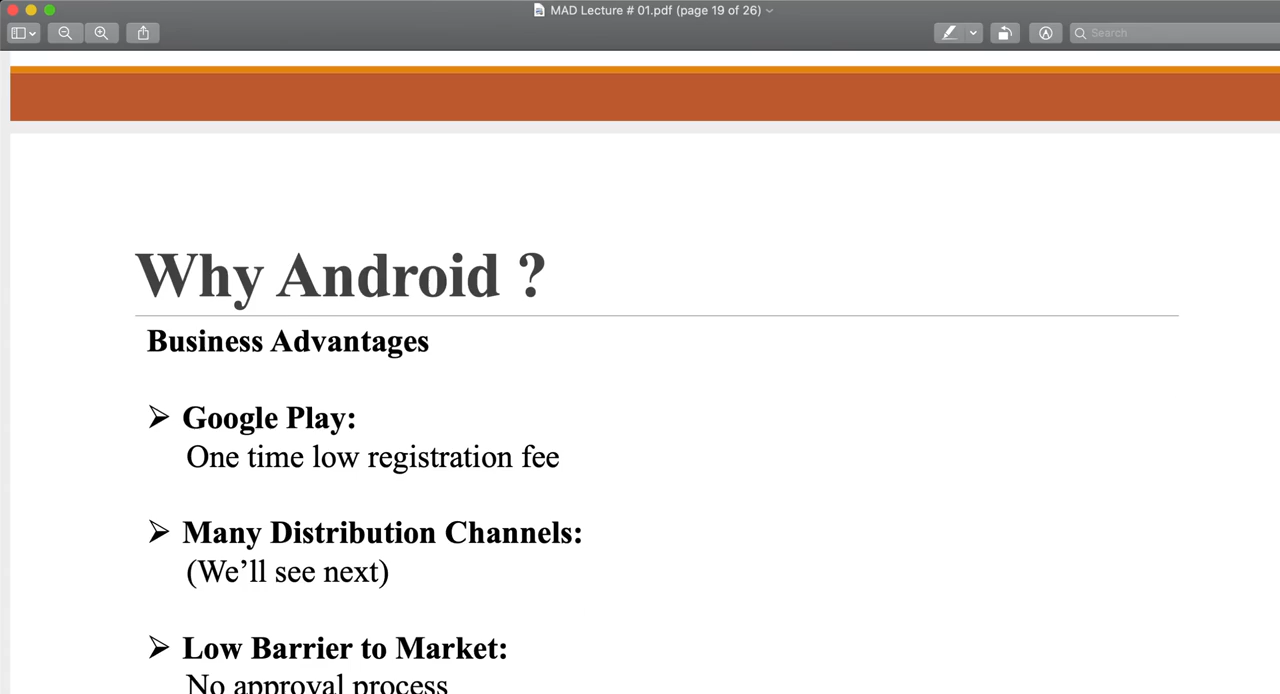 MAD Lecture # 01.pdf (page 19 of 26)
Search
Why Android ?
Business Advantages
Google Play:
One time low registration fee
Many Distribution Channels:
(We’ll see next)
Low Barrier to Market:
No approval process